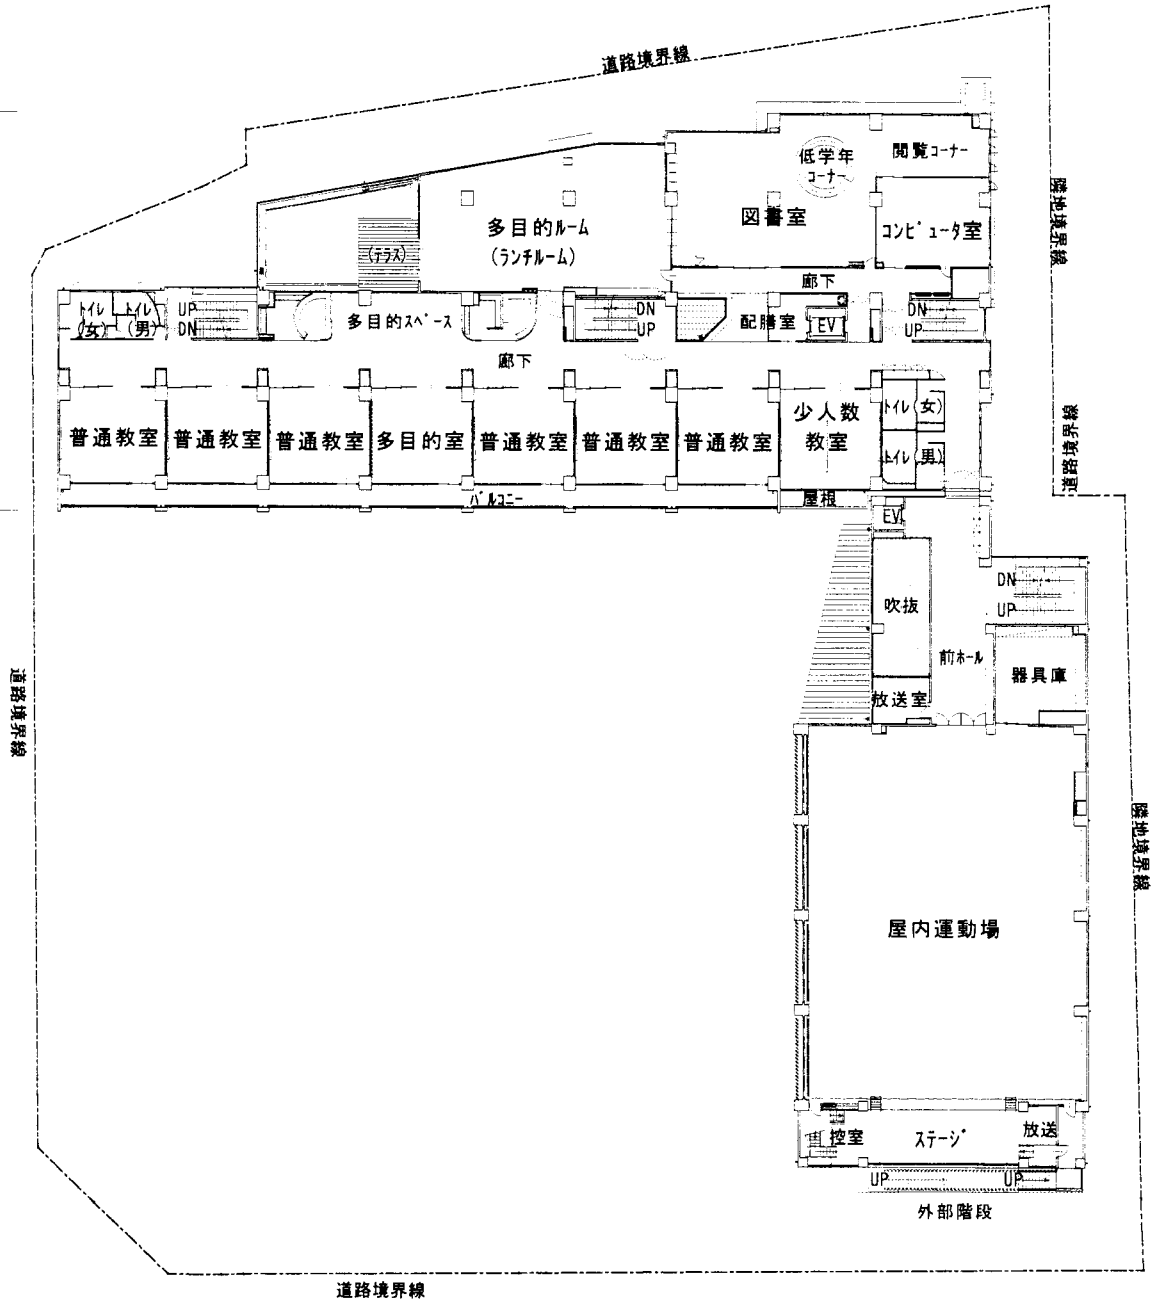 道路境界線
低学年
コーナー
閲覧コーナー
図書室
コンピュータ室
隣地境界線
多目的ルーム
(ランチルーム)
(テラス)
廊下
トイレ
(女)
トイレ
(男)
UP
DN
多目的スペース
DN
UP
配膳室
EV
DN
UP
廊下
普通教室
普通教室
普通教室
多目的室
普通教室
普通教室
普通教室
少人数
教室
トイレ(女)
トイレ(男)
道路境界線
バルコニー
屋根
EV
DN
UP
吹抜
前ホール
器具庫
放送室
道路境界線
隣地境界線
屋内運動場
控室
ステージ
放送
UP
UP
外部階段
道路境界線